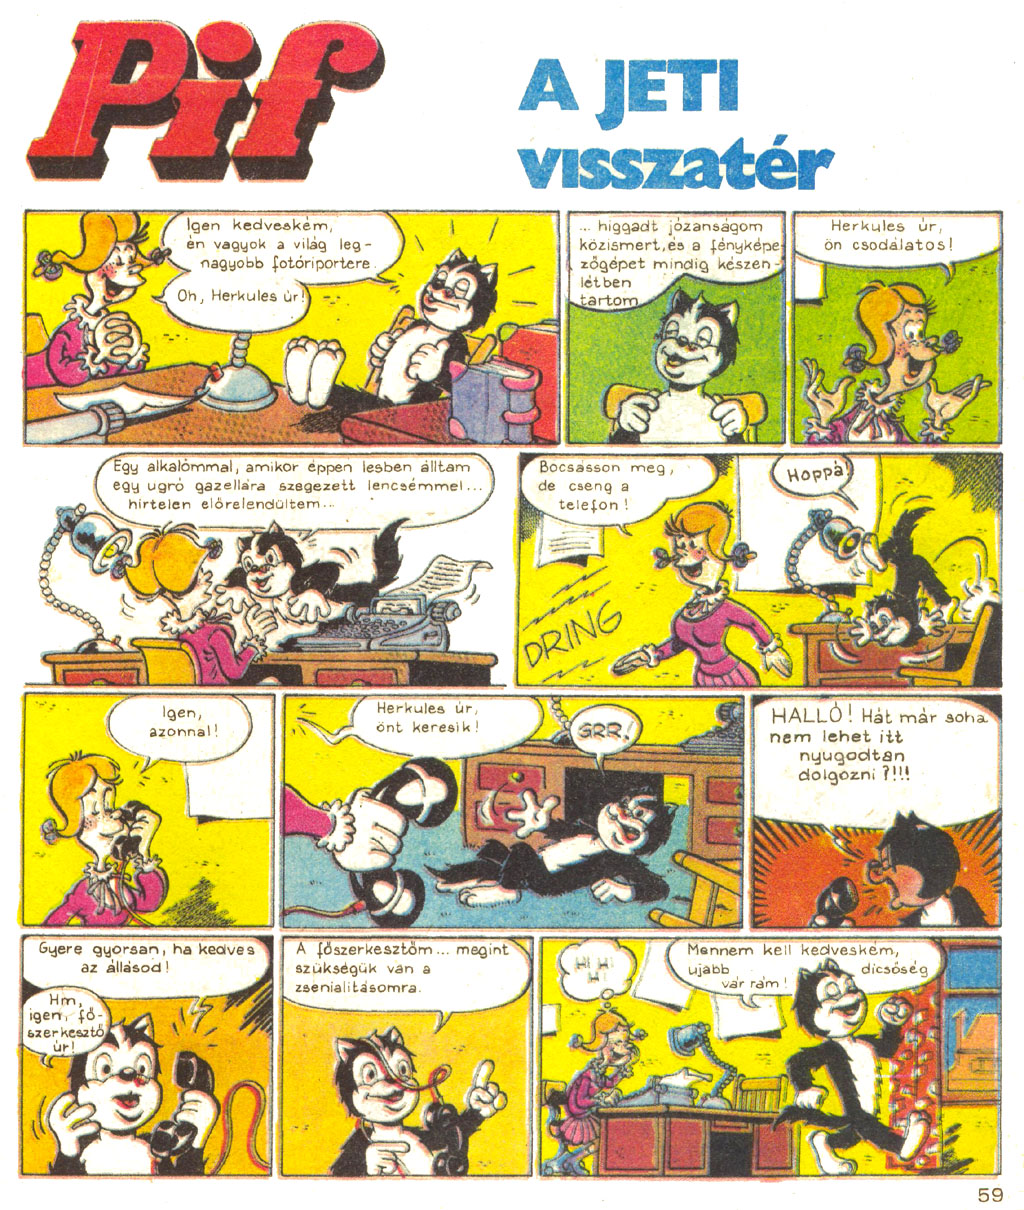 Pif
A JETI
visszatér
Igen kedveském,
én vagyok a világ leg-
nagyobb fotóriportere.
Oh, Herkules úr!
... higgadt józanságom
közismert, és a fényképe-
zőgépet mindig készen-
létben
tartom
Herkules úr,
ön csodálatos!
Egy alkalommal, amikor éppen lesben álltam
egy ugró gazellára szegezett lencsémmel...
hirtelen előrelendültem...
Bocsásson meg,
de cseng a
telefon!
Hoppá!
DRING
Igen,
azonnal!
Herkules úr,
önt keresik!
GRR!
HALLÓ! Hát már soha
nem lehet itt
nyugodtan
dolgozni?!!!
Gyere gyorsan, ha kedves
az állásod!
Hm,
igen, fő-
szerkesztő
úr!
A főszerkesztőm... megint
szükségük van a
zsenialitásomra.
HI HI
HI
Mennem kell kedveském,
ujabb dicsőség
vár rám!
59